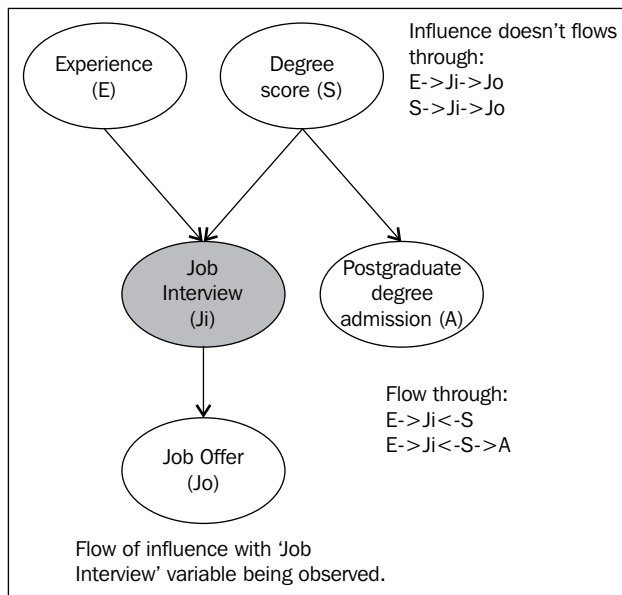 Experience
(E)
Degree
score (S)
Influence doesn't flows
through:
E->Ji->Jo
S->Ji->Jo
Job
Interview
(Ji)
Postgraduate
degree
admission (A)
Flow through:
E->Ji<-S
E->Ji<-S->A
Job Offer
(Jo)
Flow of influence with 'Job
Interview' variable being observed.